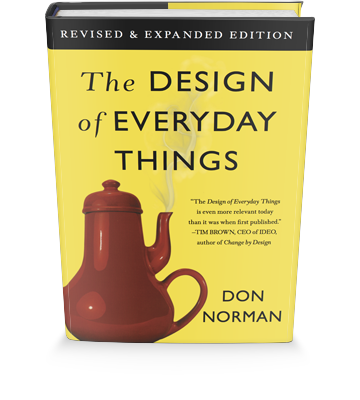 REVISED & EXPANDED EDITION
The DESIGN
of EVERYDAY
THINGS
"The Design of Everyday Things
is even more relevant today
than it was when first published."
–TIM BROWN, CEO of IDEO,
author of Change by Design
DON
NORMAN